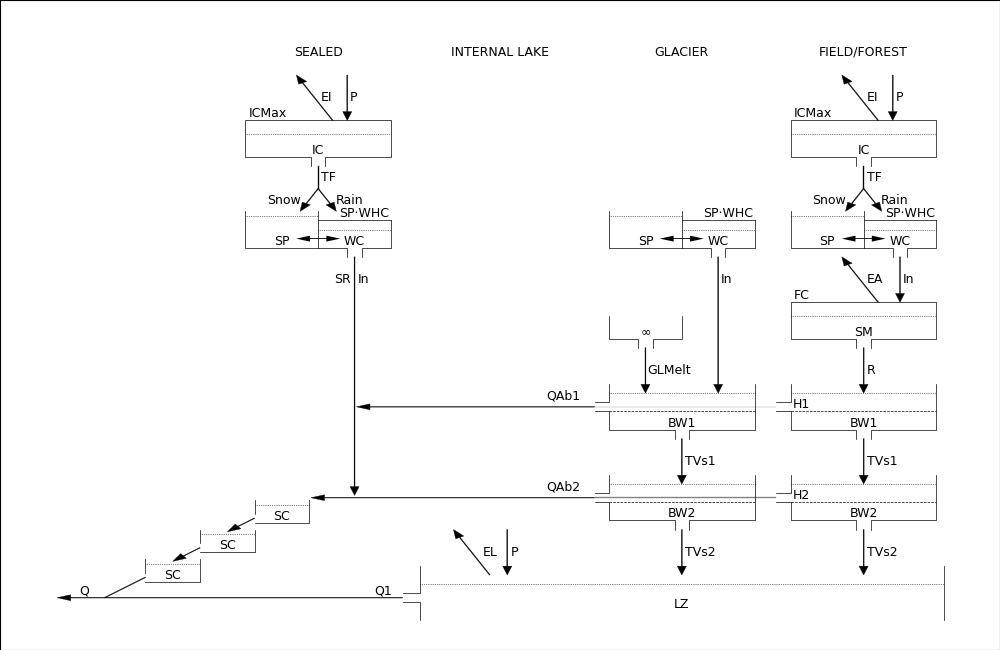 SEALED INTERNAL LAKE GLACIER FIELD/FOREST
EI P EI P
ICMax ICMax
IC IC
TF TF
Snow Rain Snow Rain
SP·WHC SP·WHC SP·WHC
SP WC SP WC SP WC
SR In In EA In
FC
∞ SM
GLMelt R
QAb1 H1
BW1 BW1
TVs1 TVs1
QAb2 H2
SC BW2 BW2
SC EL P TVs2 TVs2
SC
Q Q1
LZ